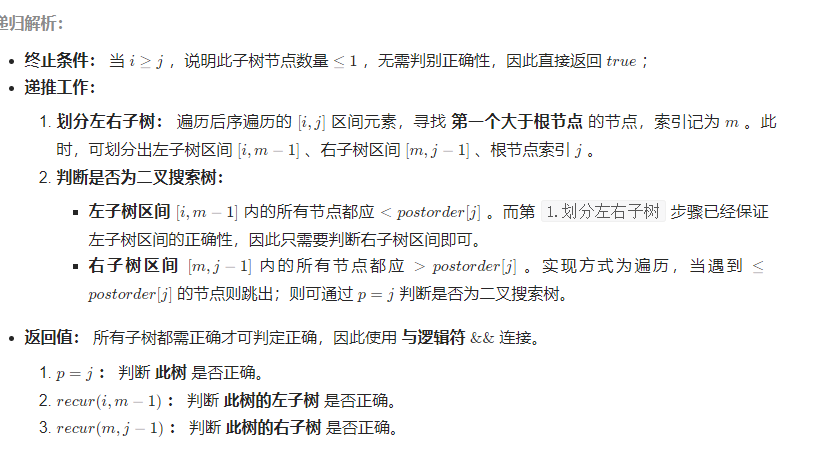 递归解析：
• 终止条件： 当 i ≥ j ，说明此子树节点数量 ≤ 1 ，无需判别正确性，因此直接返回 true ；
• 递推工作：
1. 划分左右子树： 遍历后序遍历的 [i, j] 区间元素，寻找 第一个大于根节点 的节点，索引记为 m 。此
时，可划分出左子树区间 [i, m − 1] 、右子树区间 [m, j − 1] 、根节点索引 j 。
2. 判断是否为二叉搜索树：
▪ 左子树区间 [i, m − 1] 内的所有节点都应 < postorder[j] 。而第 1.划分左右子树 步骤已经保证
左子树区间的正确性，因此只需要判断右子树区间即可。
▪ 右子树区间 [m, j − 1] 内的所有节点都应 > postorder[j] 。实现方式为遍历，当遇到 ≤
postorder[j] 的节点则跳出；则可通过 p = j 判断是否为二叉搜索树。
• 返回值： 所有子树都需正确才可判定正确，因此使用 与逻辑符 && 连接。
1. p = j ： 判断 此树 是否正确。
2. recur(i, m − 1) ： 判断 此树的左子树 是否正确。
3. recur(m, j − 1) ： 判断 此树的右子树 是否正确。